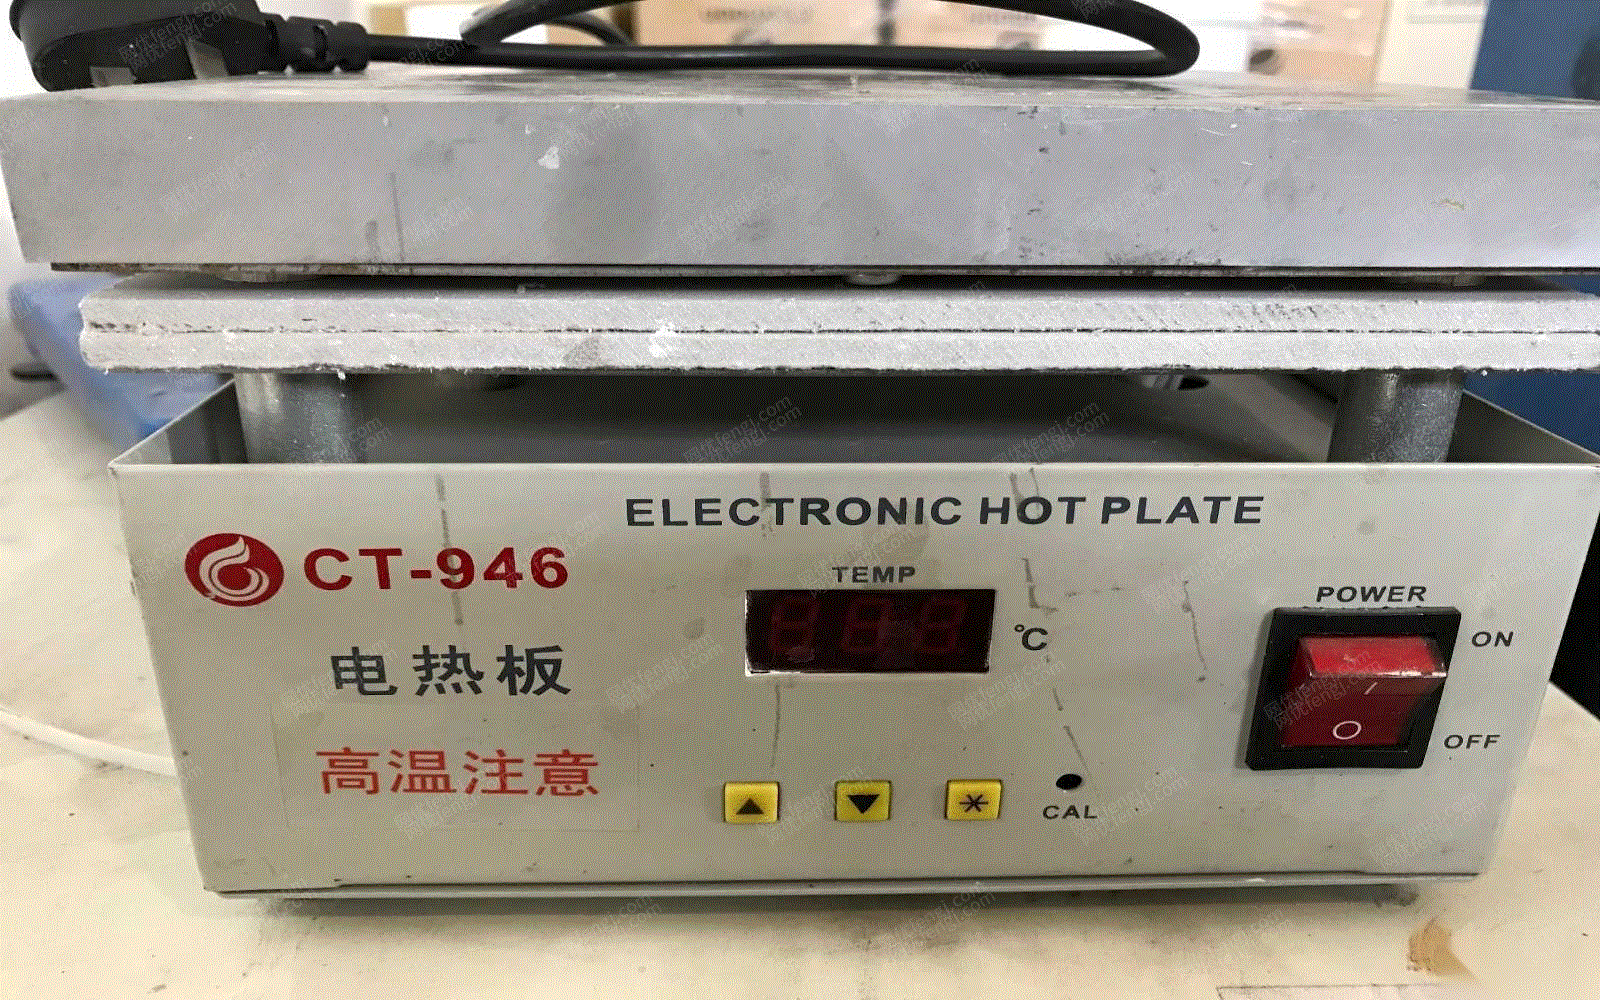 ELECTRONIC HOT PLATE
CT-946
TEMP
℃
POWER
ON
OFF
电热板
高温注意
CAL